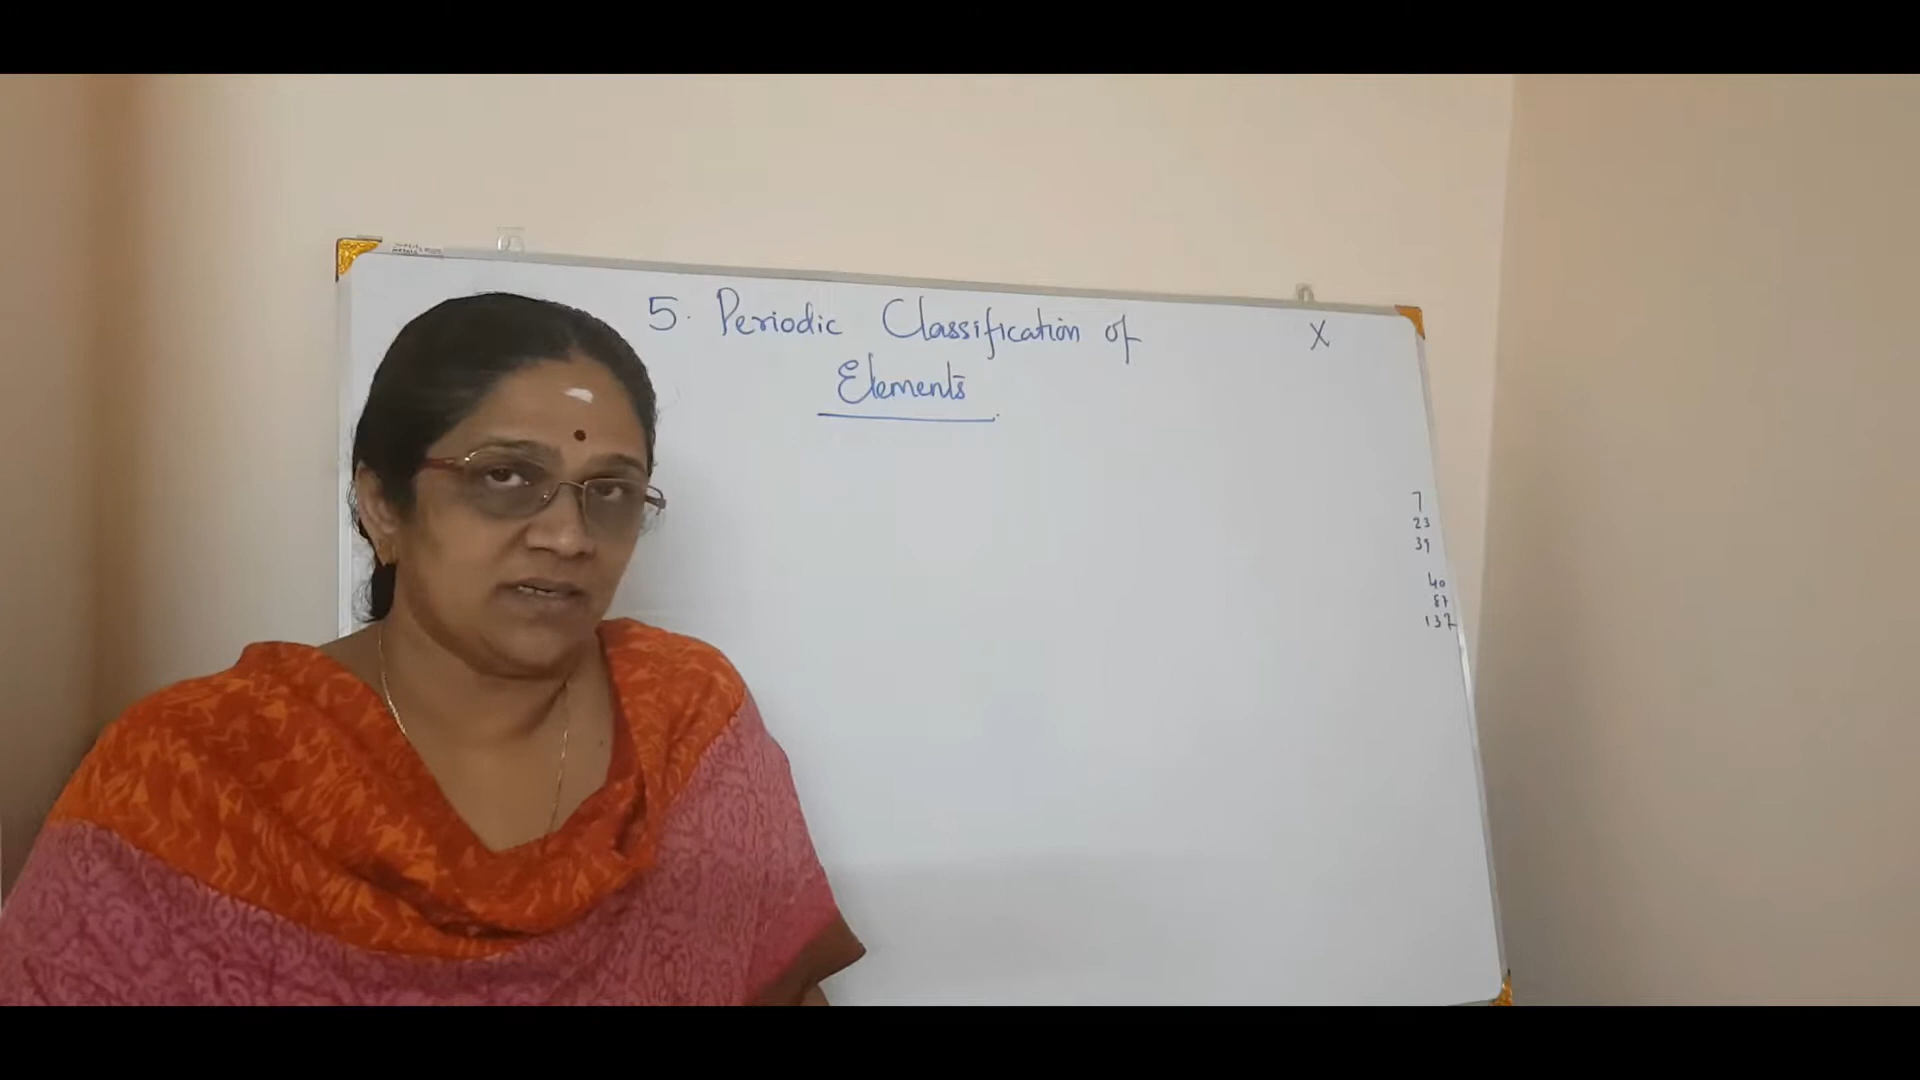 5. Periodic Classification of
Elements
X
7
23
39
40
87
137